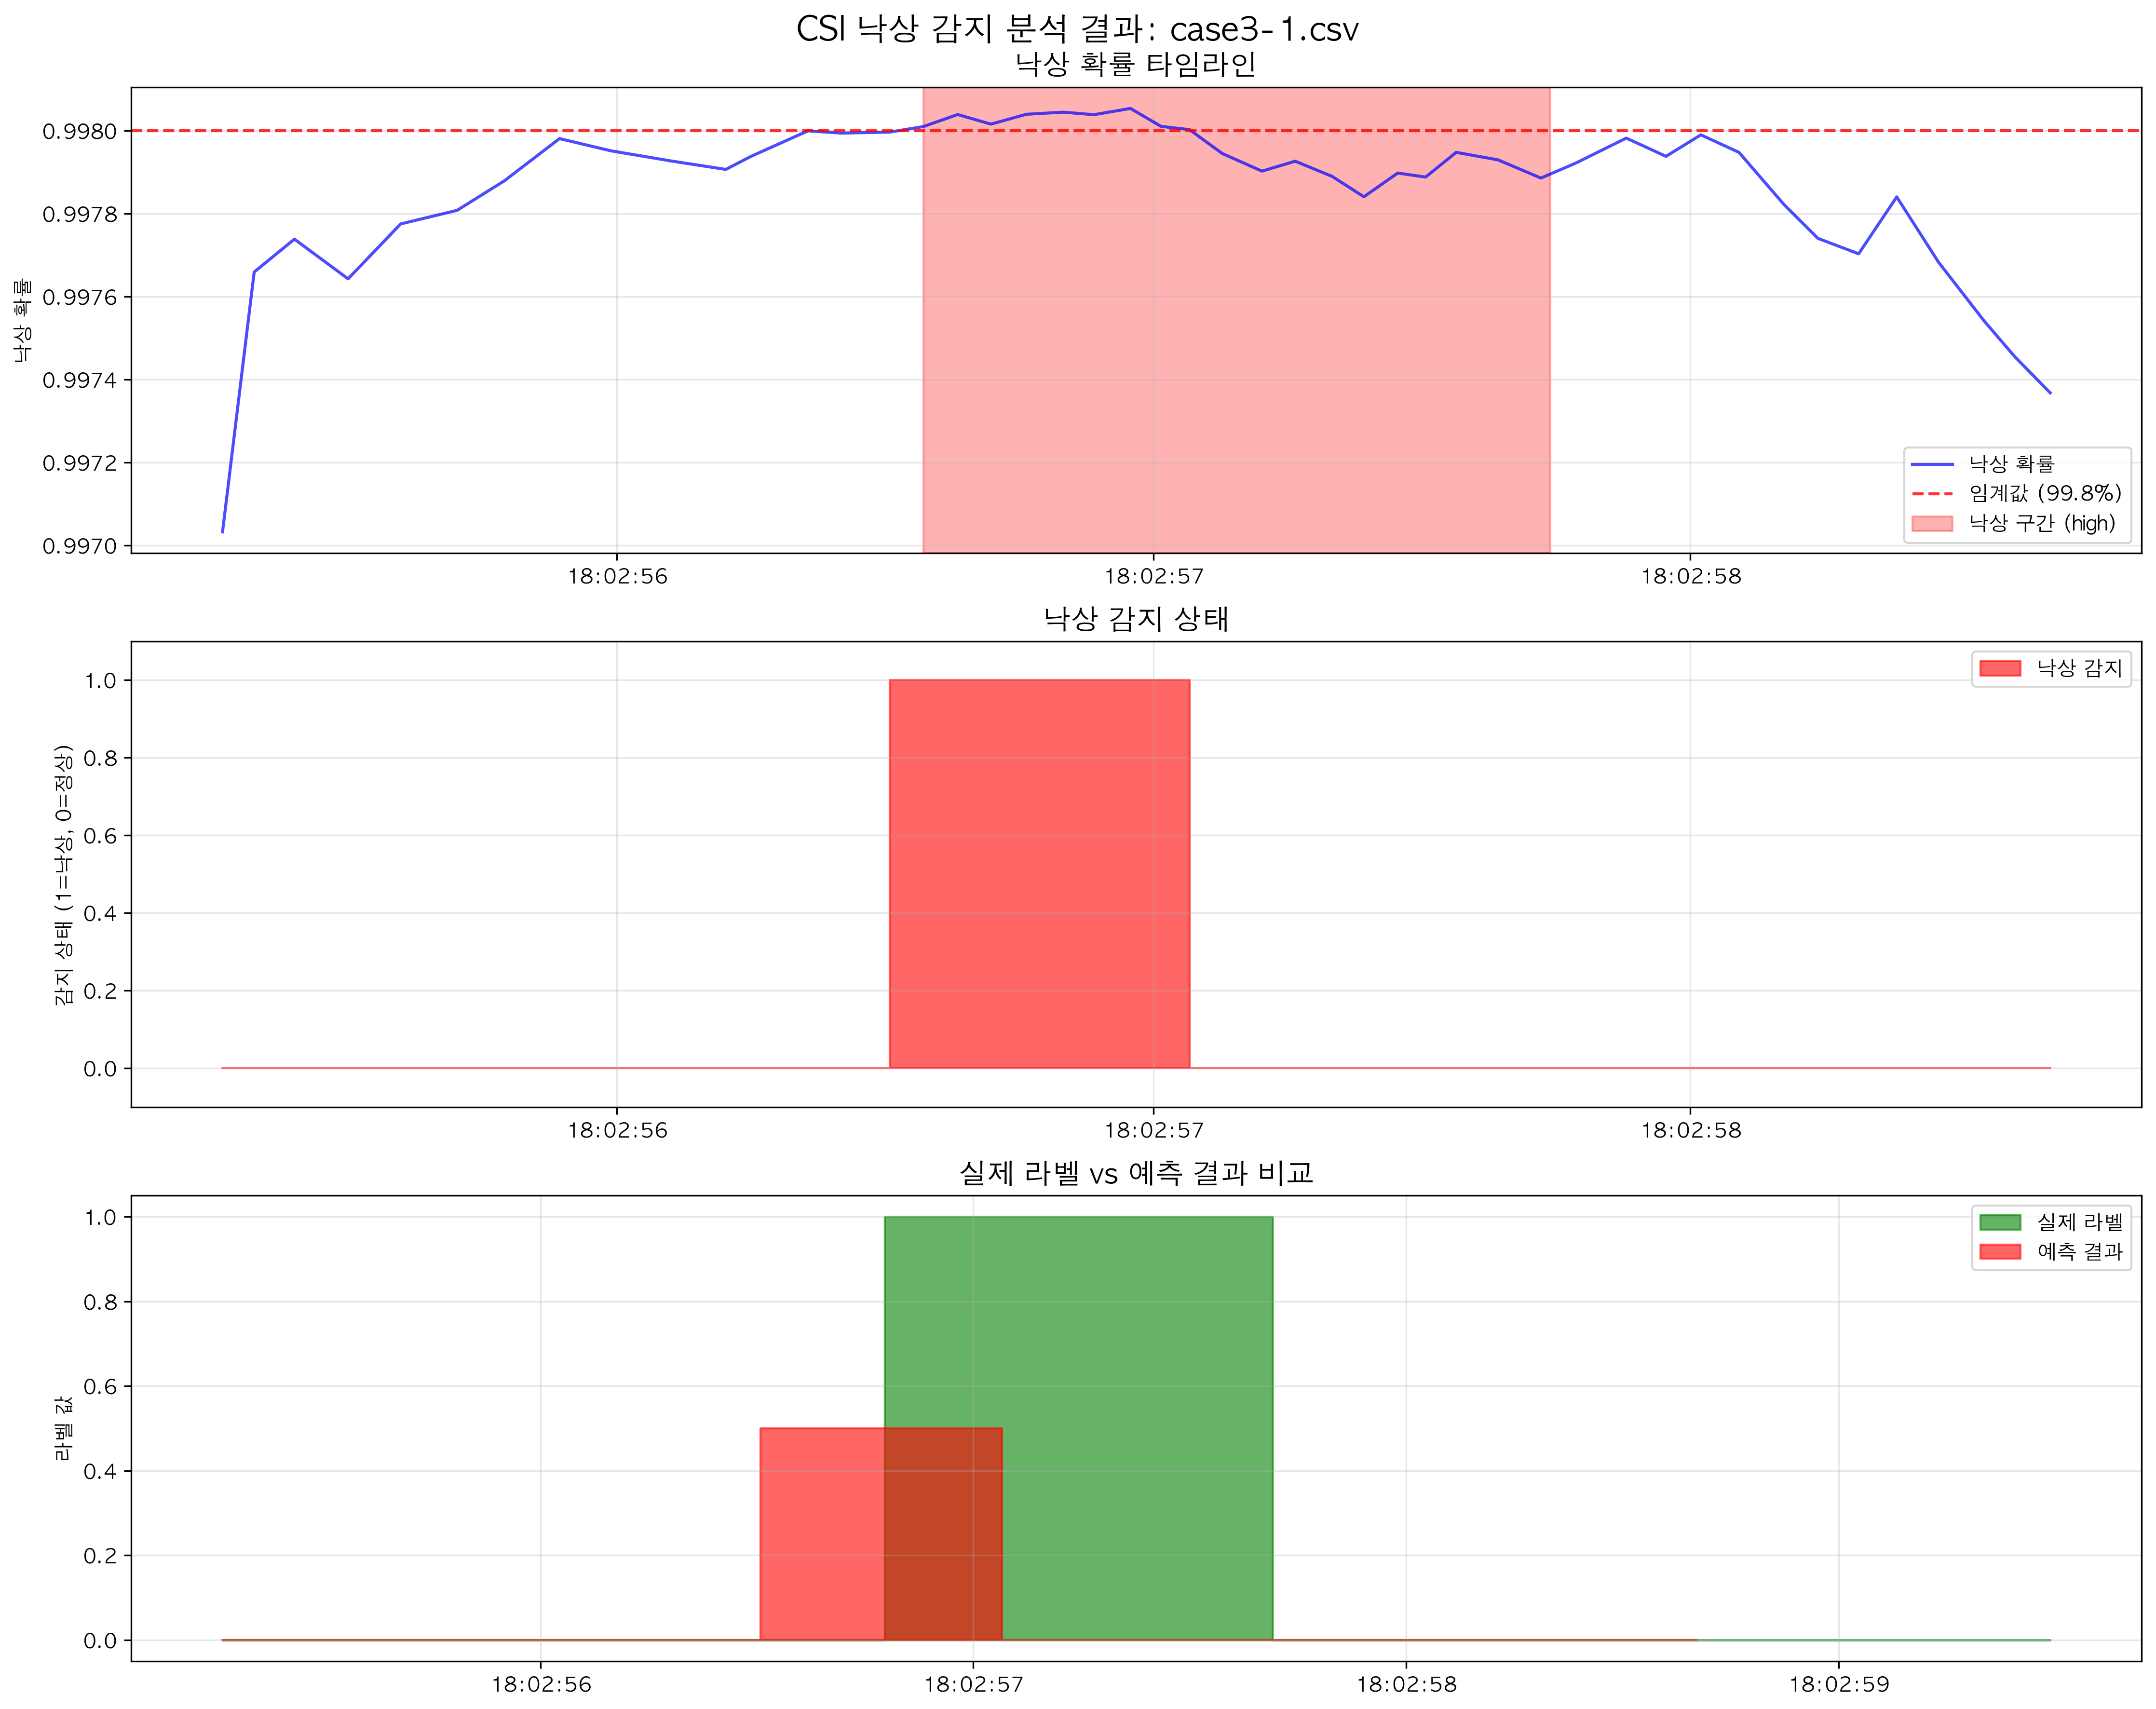 CSI 낙상 감지 분석 결과: case3-1.csv
낙상 확률 타임라인
낙상 확률
0.9980
0.9978
0.9976
0.9974
0.9972
0.9970
낙상 확률
임계값 (99.8%)
낙상 구간 (high)
18:02:56 18:02:57 18:02:58
낙상 감지 상태
감지 상태 (1=낙상, 0=정상)
1.0
0.8
0.6
0.4
0.2
0.0
낙상 감지
18:02:56 18:02:57 18:02:58
실제 라벨 vs 예측 결과 비교
라벨 값
1.0
0.8
0.6
0.4
0.2
0.0
실제 라벨
예측 결과
18:02:56 18:02:57 18:02:58 18:02:59